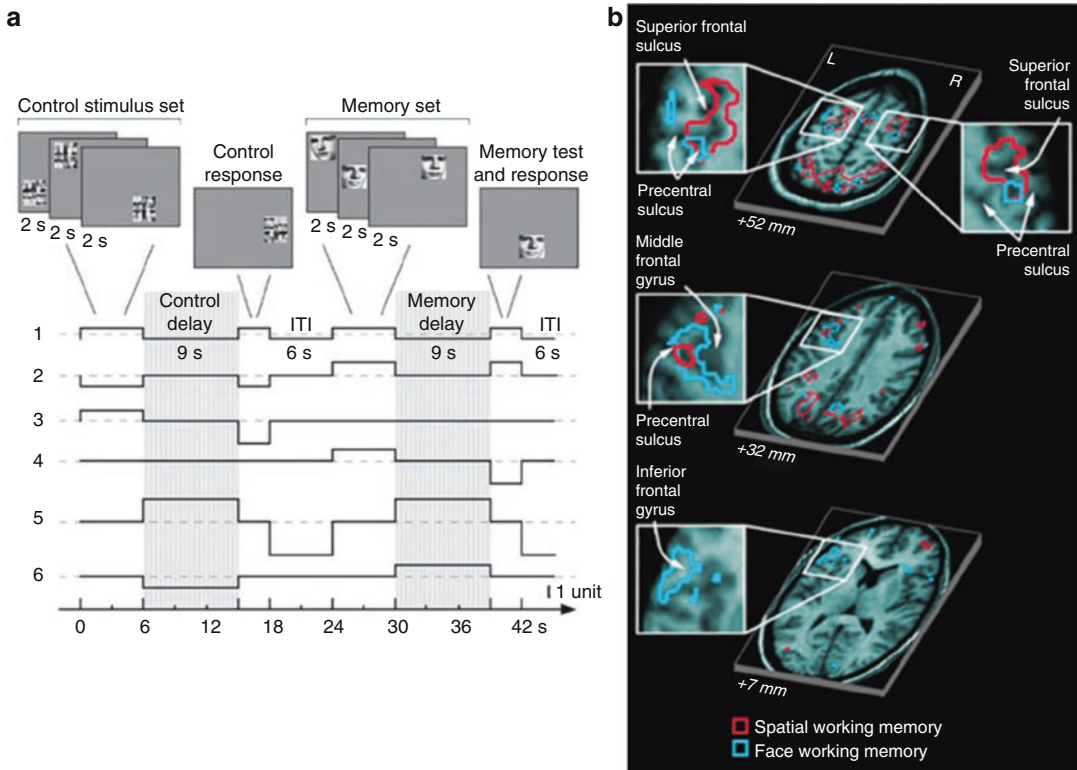 a
Control stimulus set
Memory set
Control
response
Memory test
and response
2 s
2 s
2 s
2 s
2 s
2 s
Control
delay
9 s
ITI
6 s
Memory
delay
9 s
ITI
6 s
1
2
3
4
5
6
1 unit
0 6 12 18 24 30 36 42 s
b
Superior frontal
sulcus
L
R
Superior
frontal
sulcus
Precentral
sulcus
+52 mm
Precentral
sulcus
Middle
frontal
gyrus
Precentral
sulcus
+32 mm
Inferior
frontal
gyrus
+7 mm
Spatial working memory
Face working memory